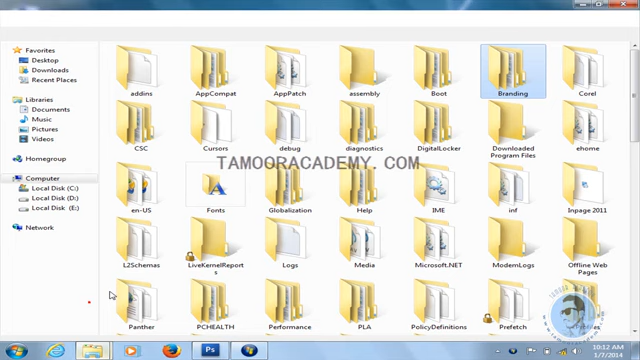 Favorites
Desktop
Downloads
Recent Places
Libraries
Documents
Music
Pictures
Videos
Homegroup
Computer
Local Disk (C:)
Local Disk (D:)
Local Disk (E:)
Network
addins
AppCompat
AppPatch
assembly
Boot
Branding
Corel
CSC
Cursors
debug
diagnostics
DigitalLocker
Downloaded
Program Files
ehome
TAMOORACADEMY. COM
en-US
Fonts
Globalization
Help
IME
inf
Inpage 2011
L2Schemas
LiveKernelReport
s
Logs
Media
Microsoft.NET
ModemLogs
Offline Web
Pages
Panther
PCHEALTH
Performance
PLA
PolicyDefinitions
Prefetch
Ps
10:12 AM
1/7/2014